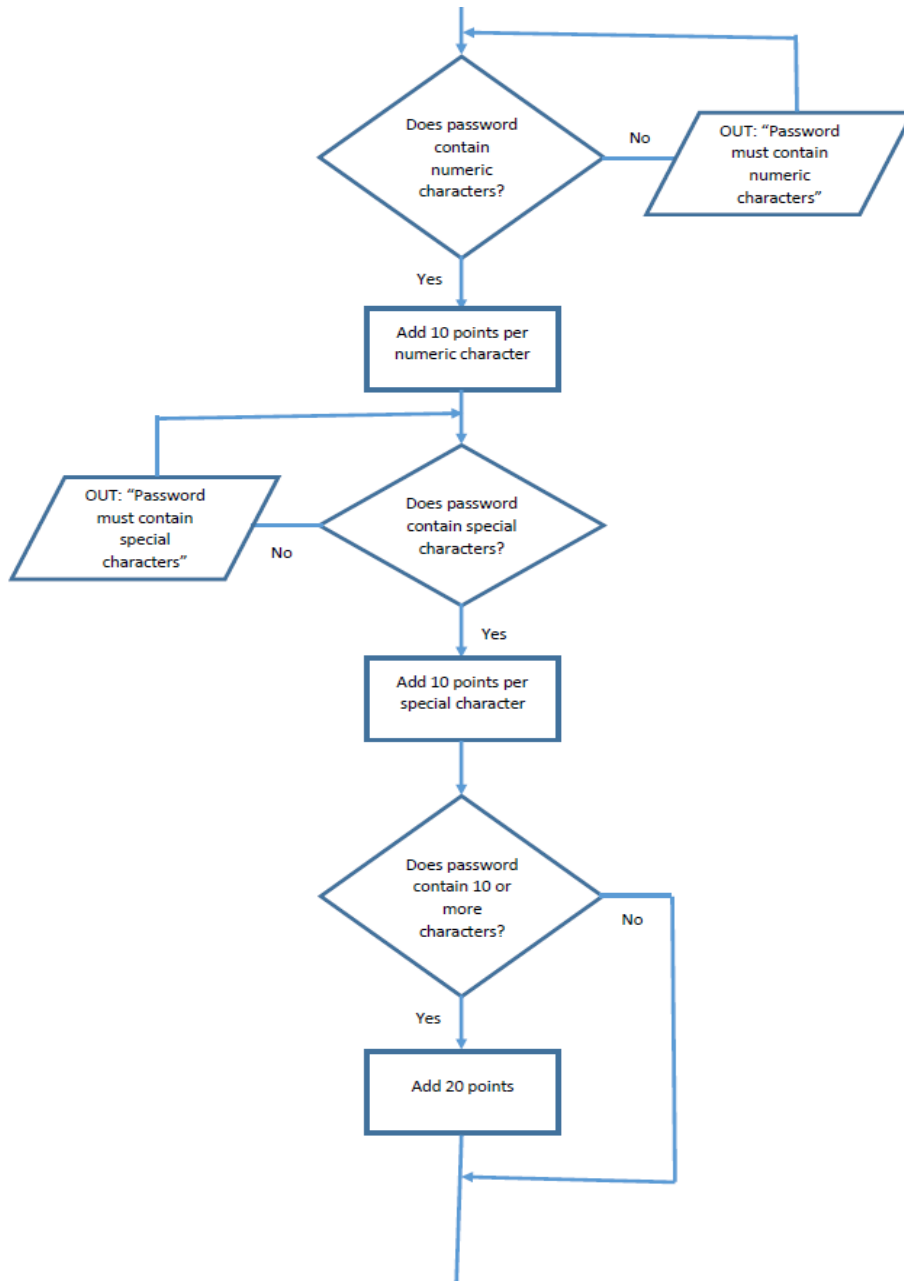 Does password
contain
numeric
characters?
No
OUT: “Password
must contain
numeric
characters”
Yes
Add 10 points per
numeric character
OUT: “Password
must contain
special
characters”
No
Does password
contain special
characters?
Yes
Add 10 points per
special character
Does password
contain 10 or
more
characters?
No
Yes
Add 20 points